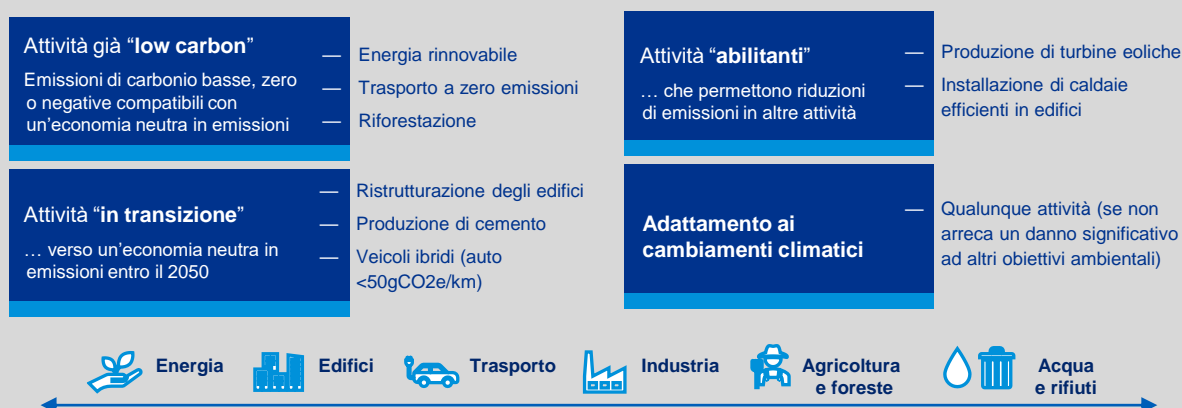 Attività già “low carbon”
Emissioni di carbonio basse, zero
o negative compatibili con
un’economia neutra in emissioni
— Energia rinnovabile
— Trasporto a zero emissioni
— Riforestazione
Attività “abilitanti”
… che permettono riduzioni
di emissioni in altre attività
— Produzione di turbine eoliche
— Installazione di caldaie
efficienti in edifici
Attività “in transizione”
… verso un’economia neutra in
emissioni entro il 2050
— Ristrutturazione degli edifici
— Produzione di cemento
— Veicoli ibridi (auto
<50gCO2e/km)
Adattamento ai
cambiamenti climatici
— Qualunque attività (se non
arreca un danno significativo
ad altri obiettivi ambientali)
Energia
Edifici
Trasporto
Industria
Agricoltura
e foreste
Acqua
e rifiuti